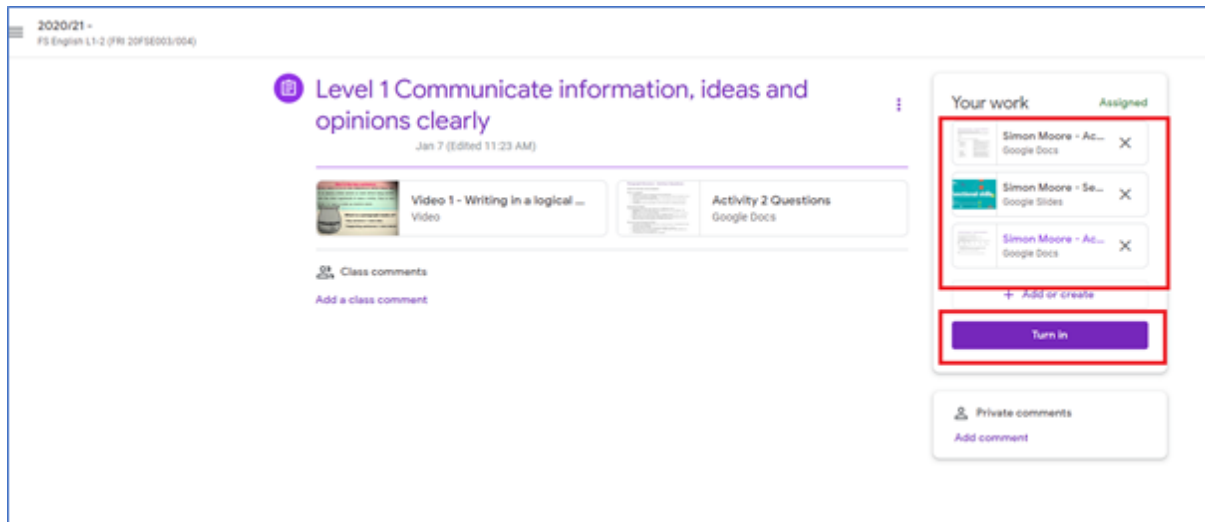 2020/21 -
FS English L1-2 (FRI 20FSE003/004)
Level 1 Communicate information, ideas and
opinions clearly
Jan 7 (Edited 11:23 AM)
Video 1 - Writing in a logical ...
Video
Activity 2 Questions
Google Docs
Class comments
Add a class comment
Your work
Assigned
Simon Moore - Ac...
Google Docs
Simon Moore - Se...
Google Slides
Simon Moore - Ac...
Google Docs
+ Add or create
Turn in
Private comments
Add comment